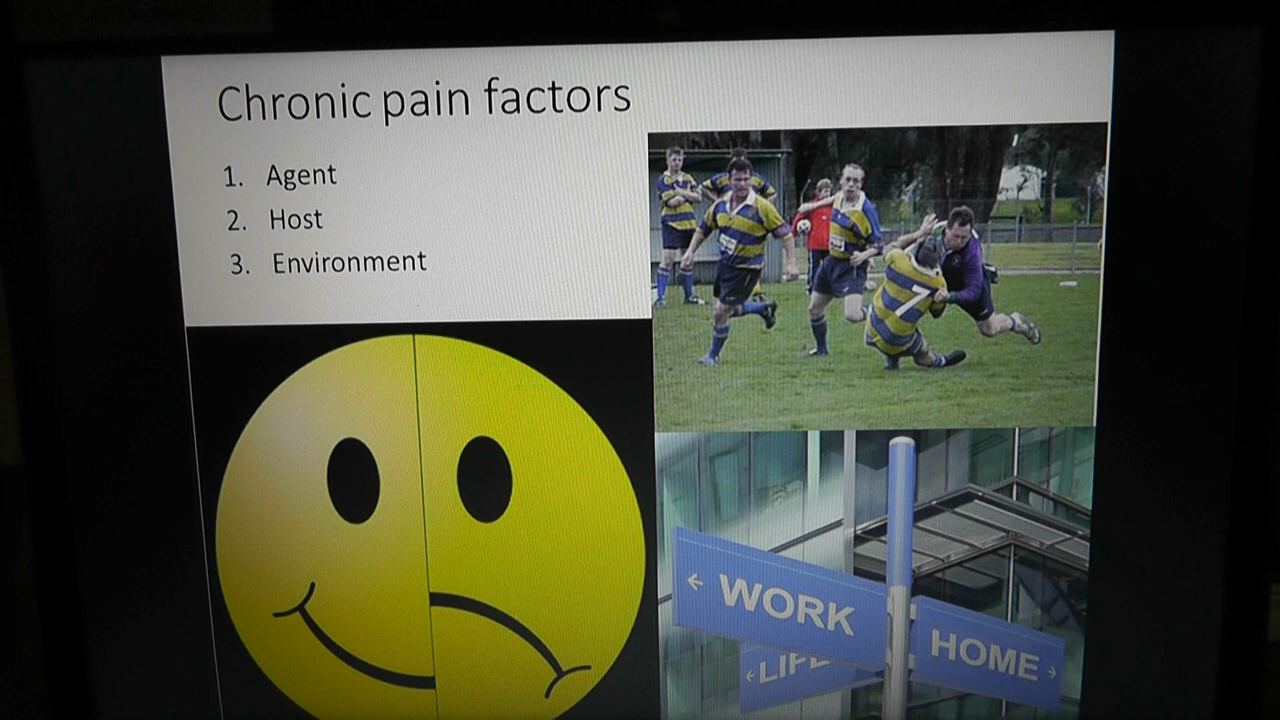 Chronic pain factors
1. Agent
2. Host
3. Environment
7
← WORK
HOME →
← LIFE